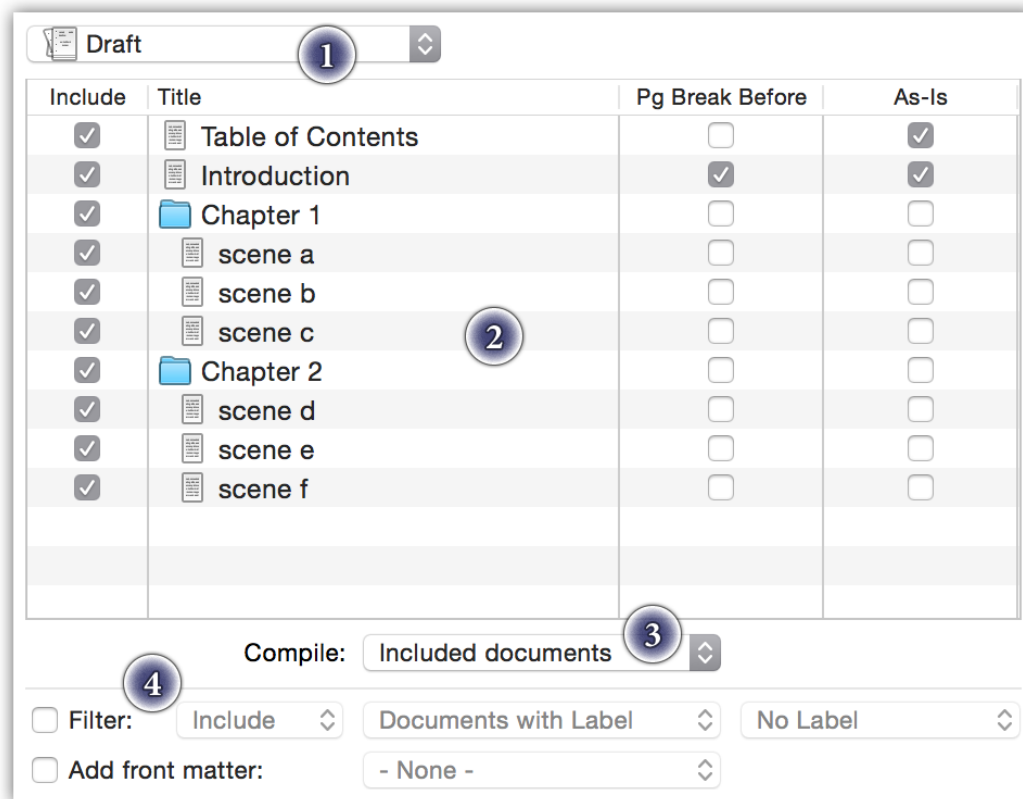 Draft
1
Include Title Pg Break Before As-Is
Table of Contents
Introduction
Chapter 1
scene a
scene b
scene c
2
Chapter 2
scene d
scene e
scene f
Compile: Included documents
3
4
Filter: Include Documents with Label No Label
Add front matter: - None -